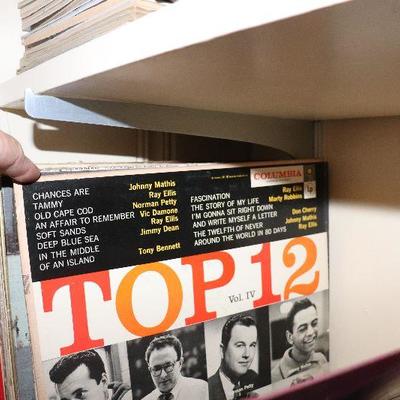 COLUMBIA
CHANCES ARE Johnny Mathis
TAMMY Ray Ellis
OLD CAPE COD Norman Petty
AN AFFAIR TO REMEMBER Vic Damone
SOFT SANDS Ray Ellis
DEEP BLUE SEA Jimmy Dean
IN THE MIDDLE
OF AN ISLAND Tony Bennett
FASCINATION Ray Ellis
THE STORY OF MY LIFE Marty Robbins
I'M GONNA SIT RIGHT DOWN
AND WRITE MYSELF A LETTER Don Cherry
THE TWELFTH OF NEVER Johnny Mathis
AROUND THE WORLD IN 80 DAYS Ray Ellis
TOP 12
Vol. IV
Petty